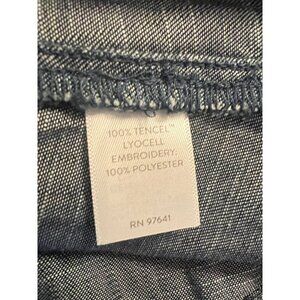 100% TENCEL™
LYOCELL
EMBROIDERY:
100% POLYESTER
RN 97641